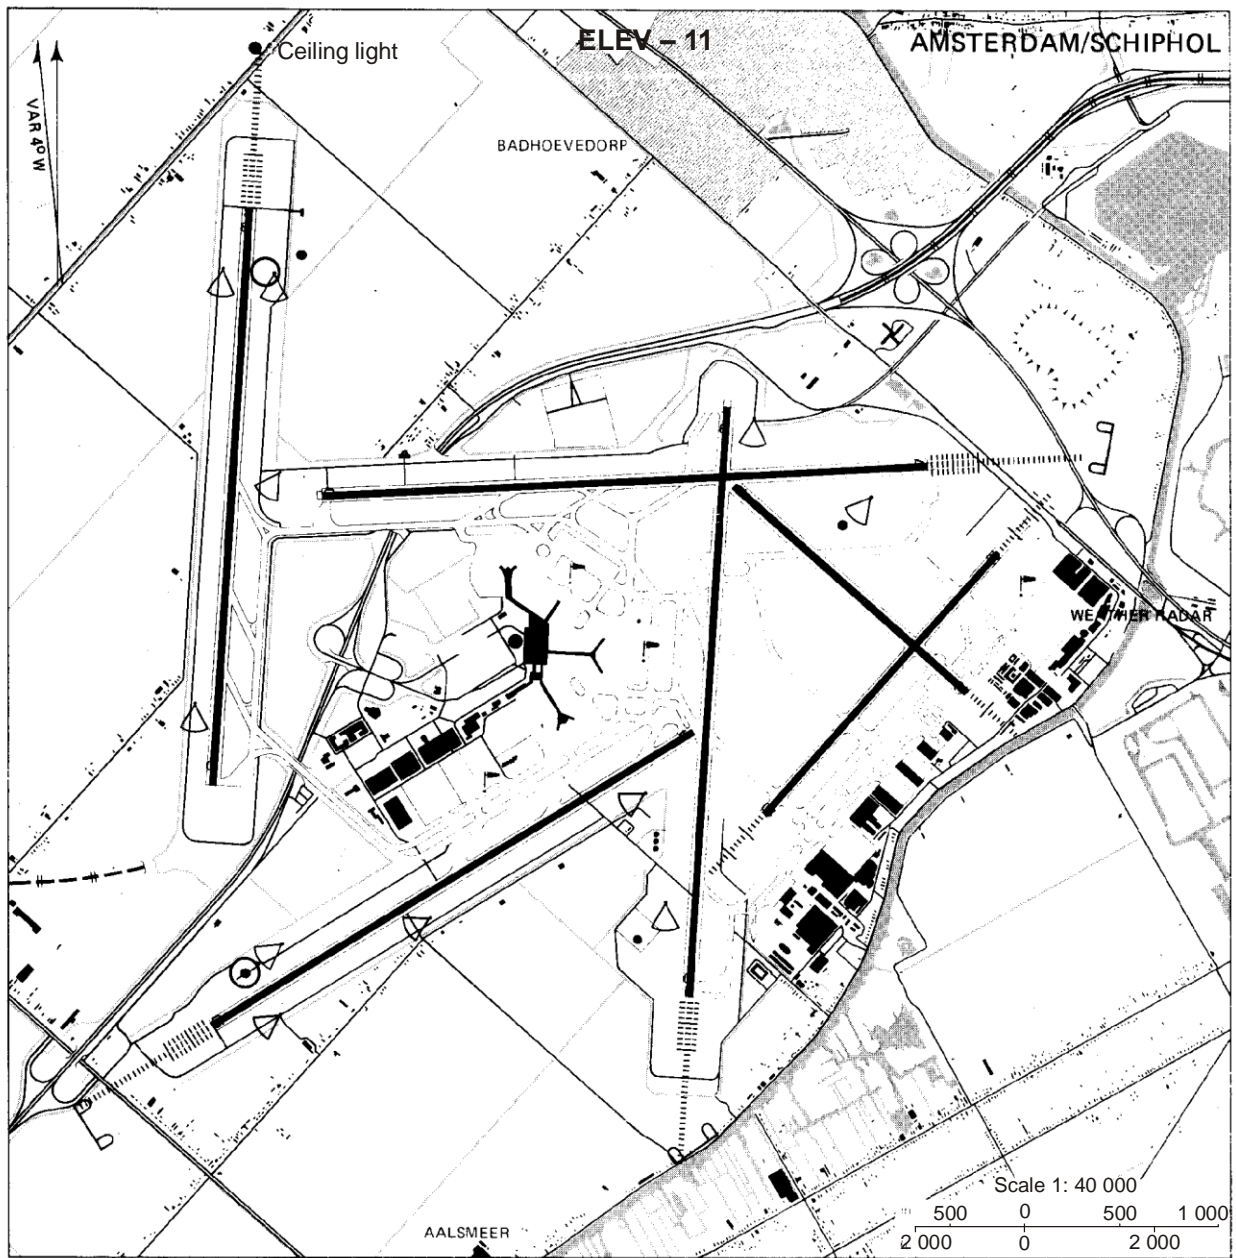 ELEV – 11
AMSTERDAM/SCHIPHOL
Ceiling light
VAR 4º W
BADHOEVEDORP
WEATHER RADAR
Scale 1: 40 000
500 0 500 1 000
2 000 0 2 000
AALSMEER